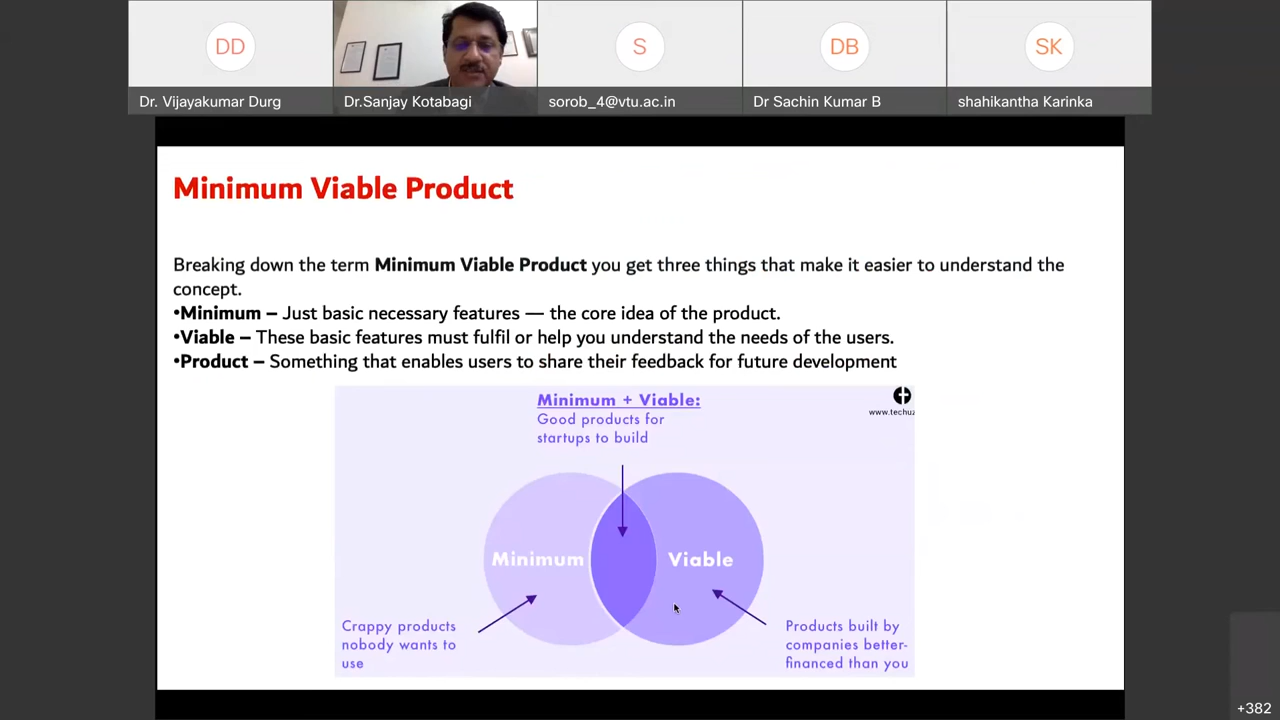 DD
S
DB
SK
Dr. Vijayakumar Durg
Dr.Sanjay Kotabagi
sorob_4@vtu.ac.in
Dr Sachin Kumar B
shahikantha Karinka
Minimum Viable Product
Breaking down the term Minimum Viable Product you get three things that make it easier to understand the
concept.
•Minimum – Just basic necessary features — the core idea of the product.
•Viable – These basic features must fulfil or help you understand the needs of the users.
•Product – Something that enables users to share their feedback for future development
Minimum + Viable:
Good products for
startups to build
www.techuz
Minimum
Viable
Crappy products
nobody wants to
use
Products built by
companies better-
financed than you
+382